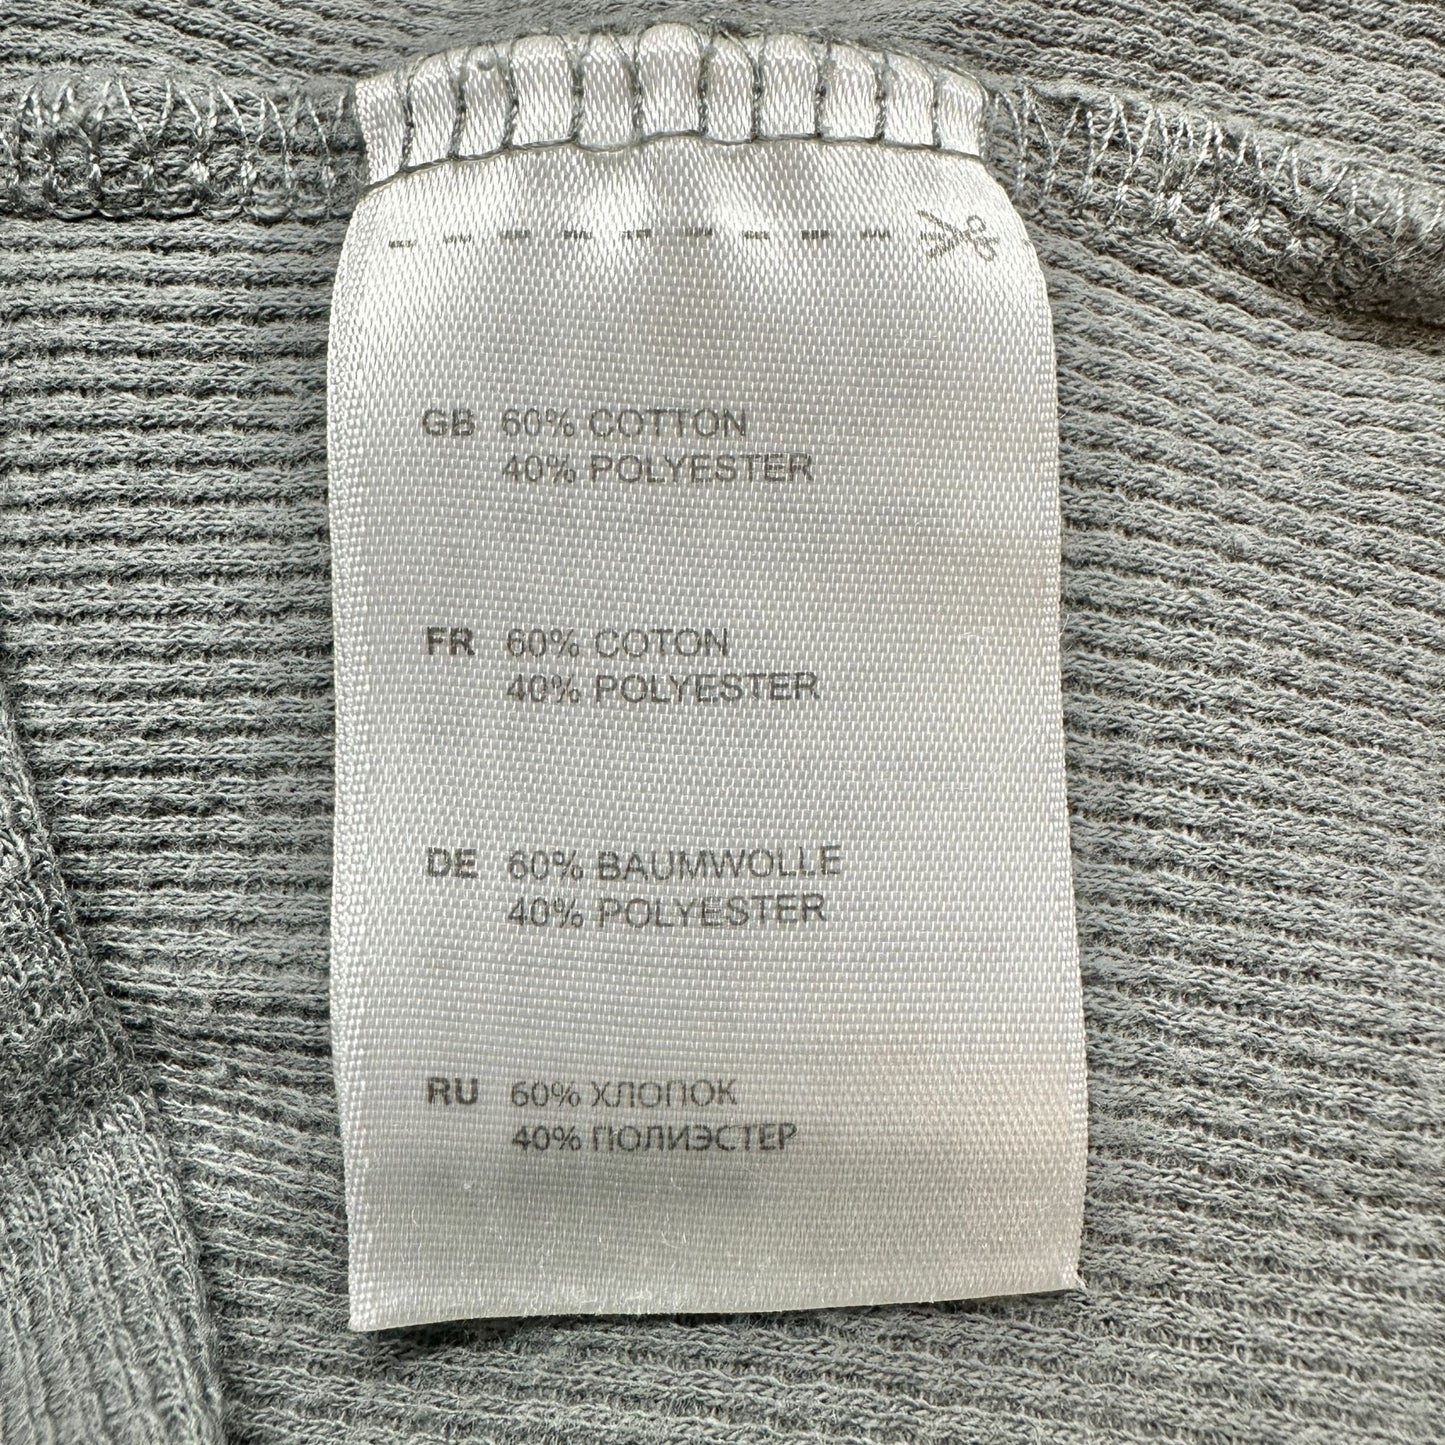 GB 60% COTTON
40% POLYESTER
FR 60% COTON
40% POLYESTER
DE 60% BAUMWOLLE
40% POLYESTER
RU 60% ХЛОПОК
40% ПОЛИЭСТЕР